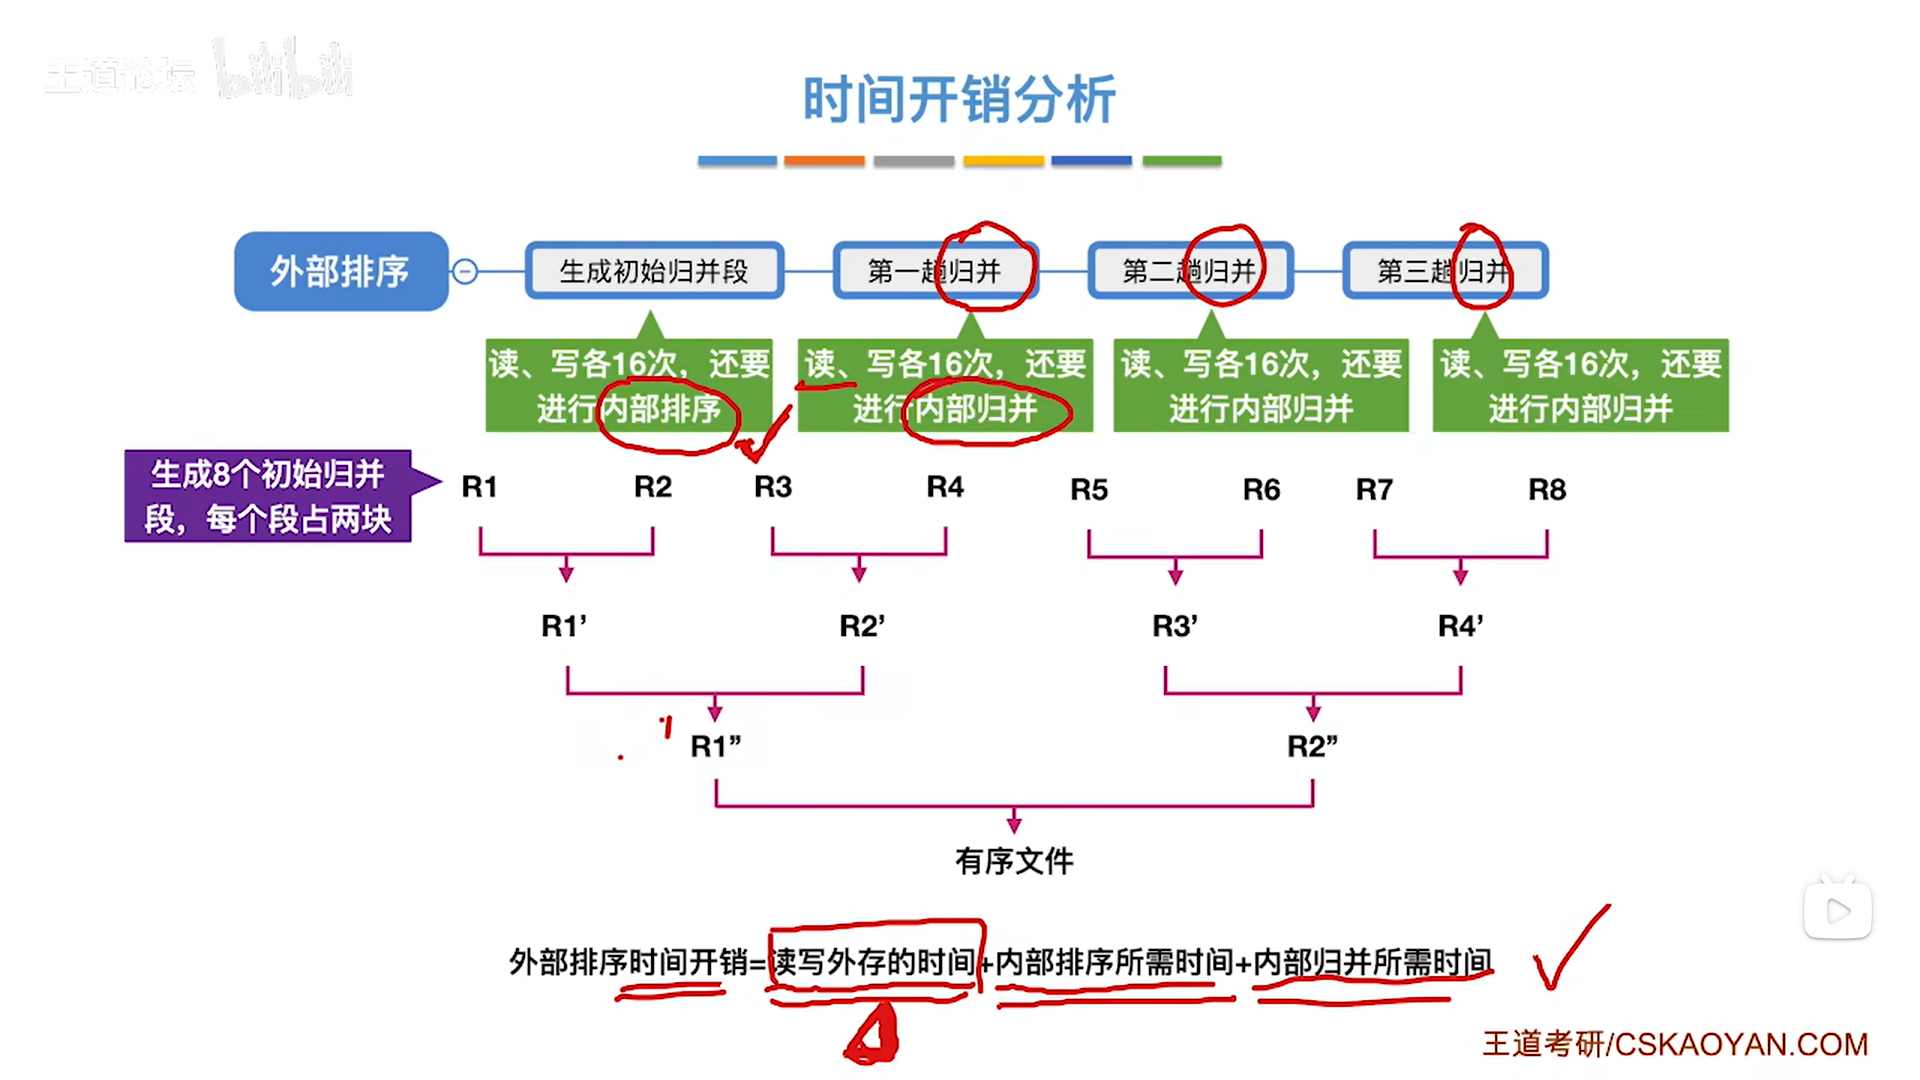 王道论坛 bilibili
时间开销分析
外部排序
生成初始归并段
第一趟归并
第二趟归并
第三趟归并
读、写各16次，还要
进行内部排序
读、写各16次，还要
进行内部归并
读、写各16次，还要
进行内部归并
读、写各16次，还要
进行内部归并
生成8个初始归并
段，每个段占两块
R1 R2 R3 R4 R5 R6 R7 R8
R1’ R2’ R3’ R4’
R1” R2”
有序文件
外部排序时间开销=读写外存的时间+内部排序所需时间+内部归并所需时间
王道考研/CSKAOYAN.COM